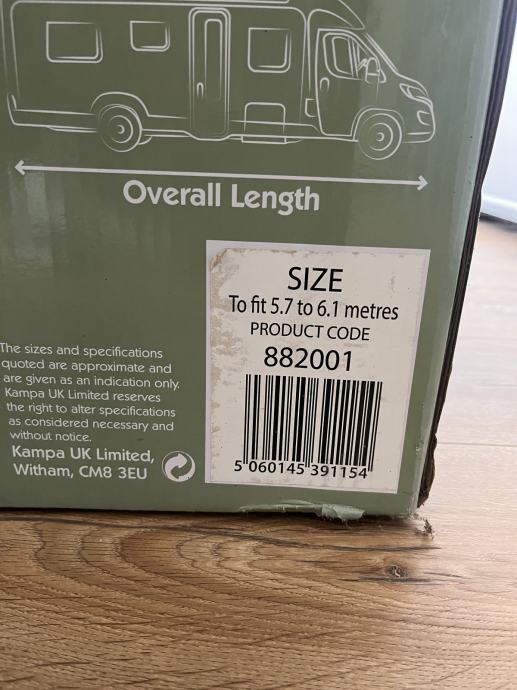 Overall Length
SIZE
To fit 5.7 to 6.1 metres
PRODUCT CODE
882001
5 060145 391154
The sizes and specifications
quoted are approximate and
are given as an indication only.
Kampa UK Limited reserves
the right to alter specifications
as considered necessary and
without notice.
Kampa UK Limited,
Witham, CM8 3EU